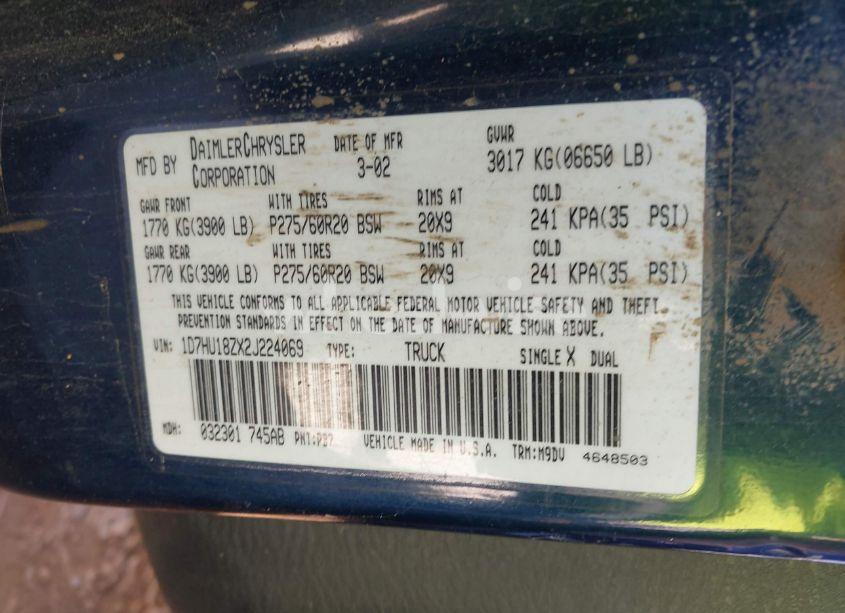 MFD BY DAIMLERCHRYSLER CORPORATION DATE OF MFR 3-02 GVWR 3017 KG(06650 LB)
GAWR FRONT WITH TIRES RIMS AT COLD
1770 KG(3900 LB) P275/60R20 BSW 20X9 241 KPA(35 PSI)
GAWR REAR WITH TIRES RIMS AT COLD
1770 KG(3900 LB) P275/60R20 BSW 20X9 241 KPA(35 PSI)
THIS VEHICLE CONFORMS TO ALL APPLICABLE FEDERAL MOTOR VEHICLE SAFETY AND THEFT
PREVENTION STANDARDS IN EFFECT ON THE DATE OF MANUFACTURE SHOWN ABOVE.
VIN: 1D7HU18ZX2J224069 TYPE: TRUCK SINGLE X DUAL
MDH: 032301 745AB PNT:PB7 VEHICLE MADE IN U.S.A. TRM:M9DV 4648503